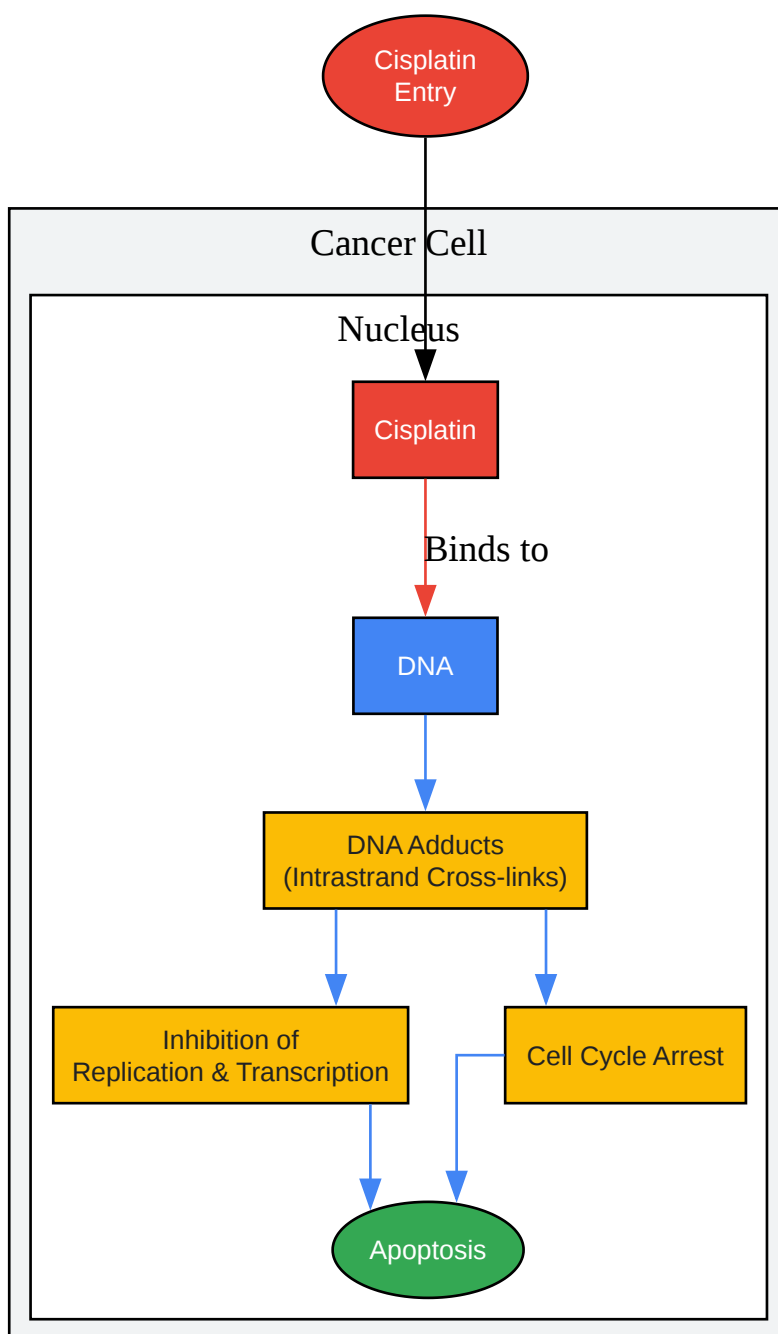 Cisplatin
Entry
Cancer Cell
Nucleus
Cisplatin
Binds to
DNA
DNA Adducts
(Intrastrand Cross-links)
Inhibition of
Replication & Transcription
Cell Cycle Arrest
Apoptosis